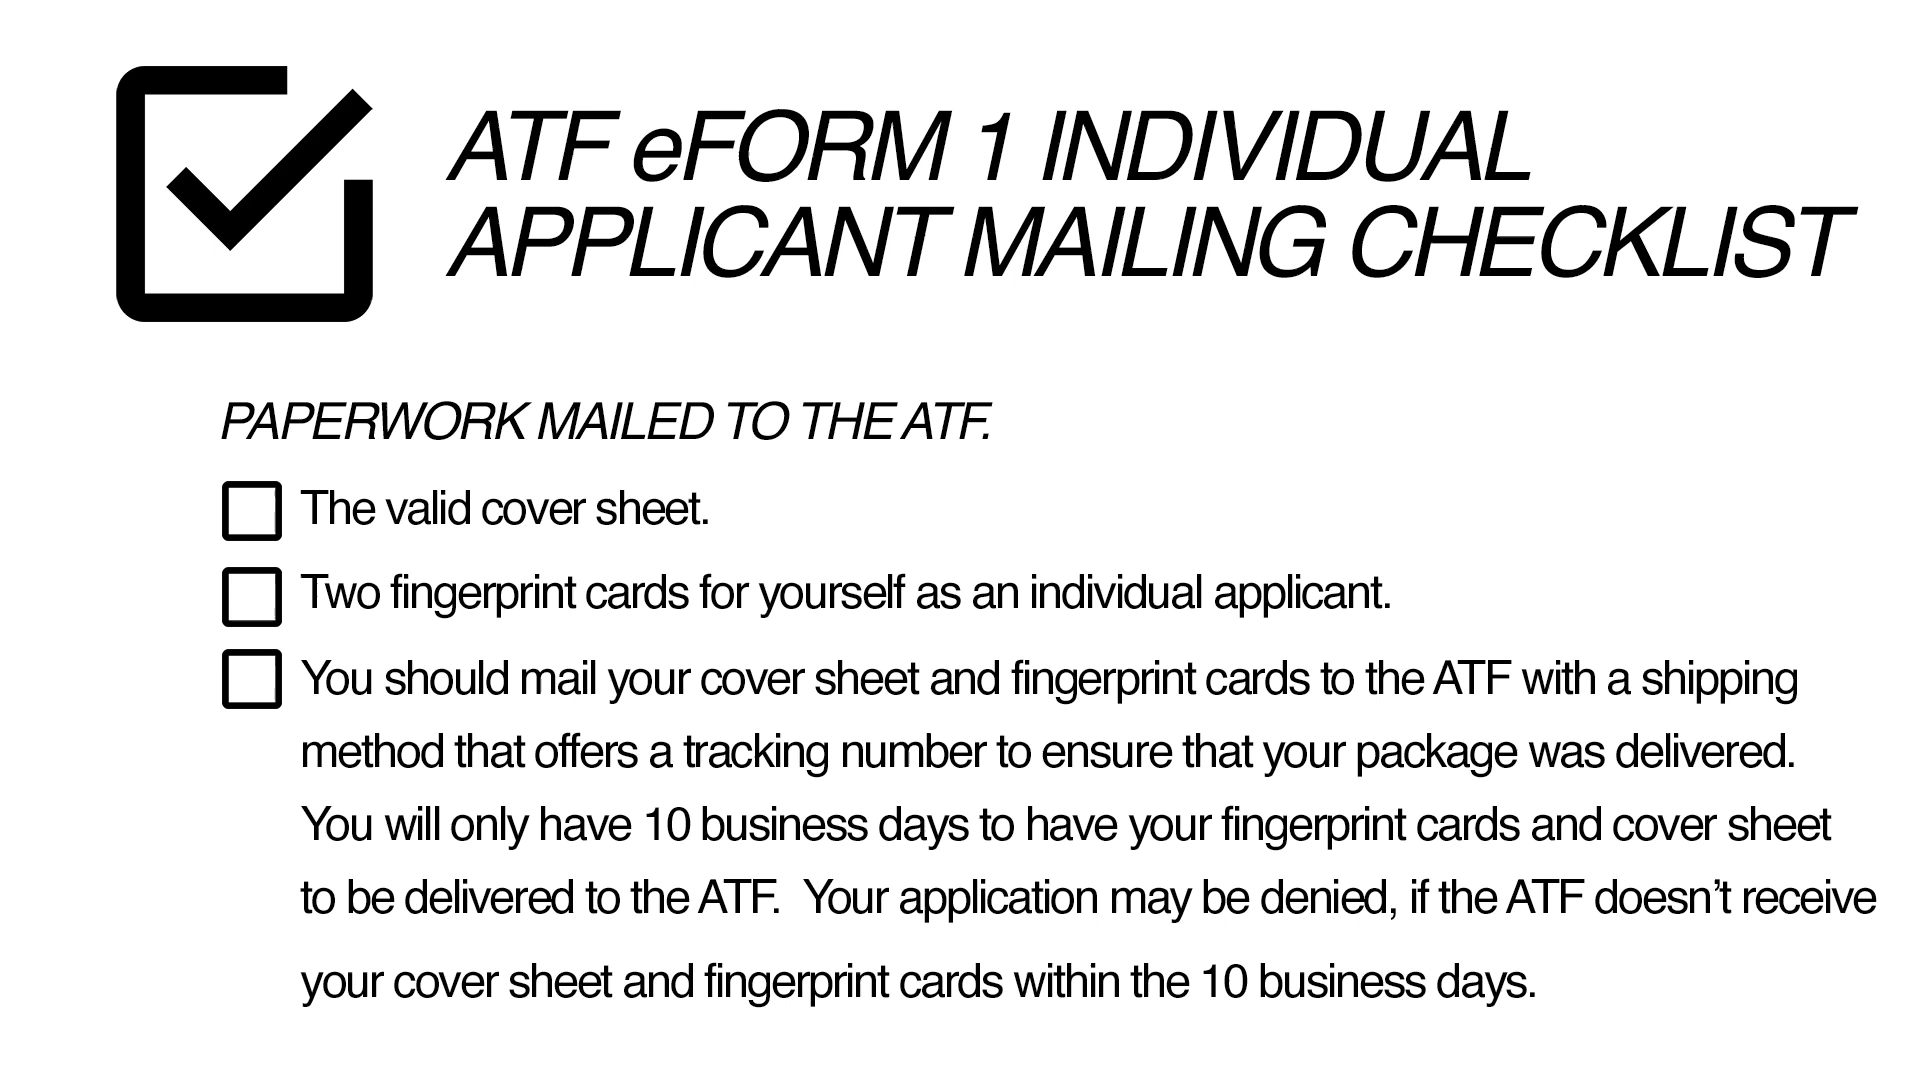 ATF eFORM 1 INDIVIDUAL
APPLICANT MAILING CHECKLIST
PAPERWORK MAILED TO THE ATF.
The valid cover sheet.
Two fingerprint cards for yourself as an individual applicant.
You should mail your cover sheet and fingerprint cards to the ATF with a shipping
method that offers a tracking number to ensure that your package was delivered.
You will only have 10 business days to have your fingerprint cards and cover sheet
to be delivered to the ATF.  Your application may be denied, if the ATF doesn’t receive
your cover sheet and fingerprint cards within the 10 business days.